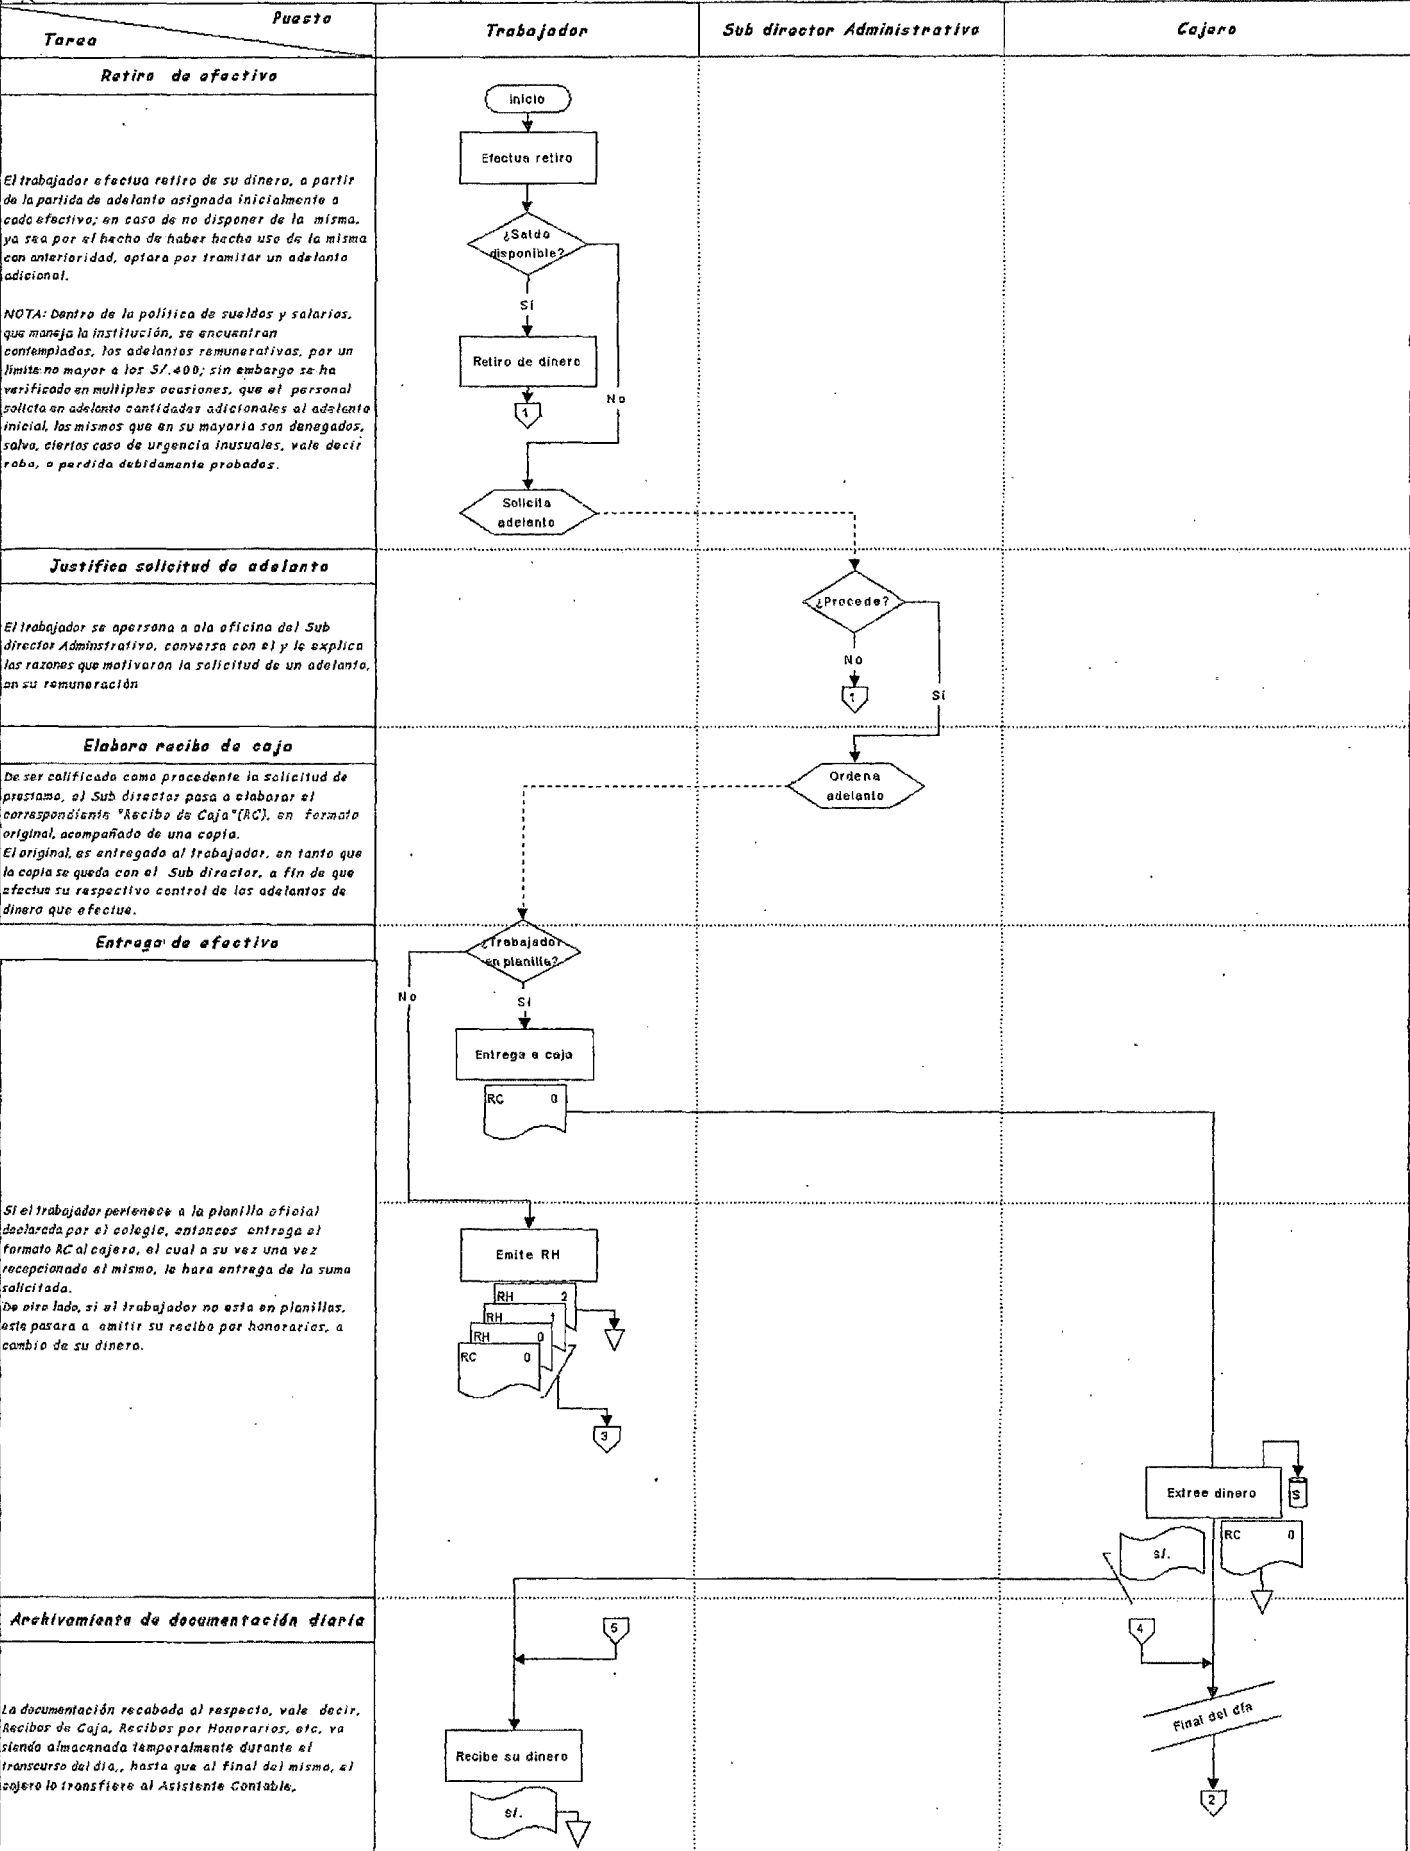 Puesto
Tarea
Trabajador
Sub director Administrativo
Cajero
Retiro de efectivo
El trabajador efectua retiro de su dinero, a partir
de la partida de adelanto asignada inicialmente a
cada efectivo; en caso de no disponer de la misma,
ya sea por el hecho de haber hecho uso de la misma
con anterioridad, optara por tramitar un adelanto
adicional.
NOTA: Dentro de la política de sueldos y salarios,
que maneja la institución, se encuentran
contemplados, los adelantos remunerativos, por un
límite no mayor a los S/.400; sin embargo se ha
verificado en multiples ocasiones, que el personal
solicta en adelanto cantidades adicionales al adelanto
inicial, los mismos que en su mayoria son denegados,
salvo, ciertos caso de urgencia inusuales, vale decir
robo, o perdida debidamente probados.
Inicio
Efectua retiro
¿Saldo
disponible?
Sí
Retiro de dinero
No
1
Solicita
adelanto
Justifica solicitud de adelanto
El trabajador se apersona a ala oficina del Sub
director Adminstrativo, conversa con el y le explica
las razones que motivaron la solicitud de un adelanto,
en su remuneración
¿Procede?
No
Sí
1
Elabora recibo de caja
De ser calificado como procedente la solicitud de
prestamo, el Sub director pasa a elaborar el
correspondiente "Recibo de Caja"(RC), en formato
original, acompañado de una copia.
El original, es entregado al trabajador, en tanto que
la copia se queda con el Sub director, a fin de que
efectue su respectivo control de los adelantos de
dinero que efectue.
Ordena
adelanto
Entrega de efectivo
¿Trabajador
en planilla?
No
Sí
Entrega a caja
RC 0
Si el trabajador pertenece a la planilla oficial
declarada por el colegio, entonces entrega el
formato RC al cajero, el cual a su vez una vez
recepcionado el mismo, le hara entrega de la suma
solicitada.
De otro lado, si el trabajador no esta en planillas,
este pasara a emitir su recibo por honorarios, a
cambio de su dinero.
Emite RH
RH 2
RH 1
RH 0
RC 0
3
Extrae dinero
S
s/.
RC 0
Archivamiento de documentación diaria
5
4
La documentación recabada al respecto, vale decir,
Recibos de Caja, Recibos por Honorarios, etc, va
siendo almacenada temporalmente durante el
transcurso del dia,, hasta que al final del mismo, el
cajero lo transfiere al Asistente Contable,
Final del día
Recibe su dinero
s/.
2